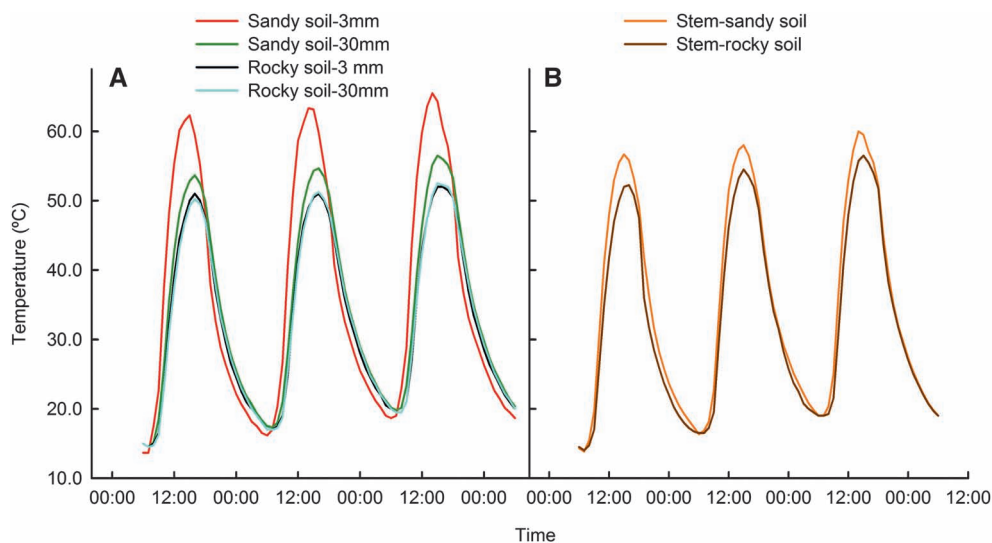 Sandy soil-3mm
Sandy soil-30mm
Rocky soil-3 mm
Rocky soil-30mm
Stem-sandy soil
Stem-rocky soil
A
B
Temperature (ºC)
60.0
50.0
40.0
30.0
20.0
10.0
00:00 12:00 00:00 12:00 00:00 12:00 00:00 00:00 12:00 00:00 12:00 00:00 12:00 00:00 12:00
Time